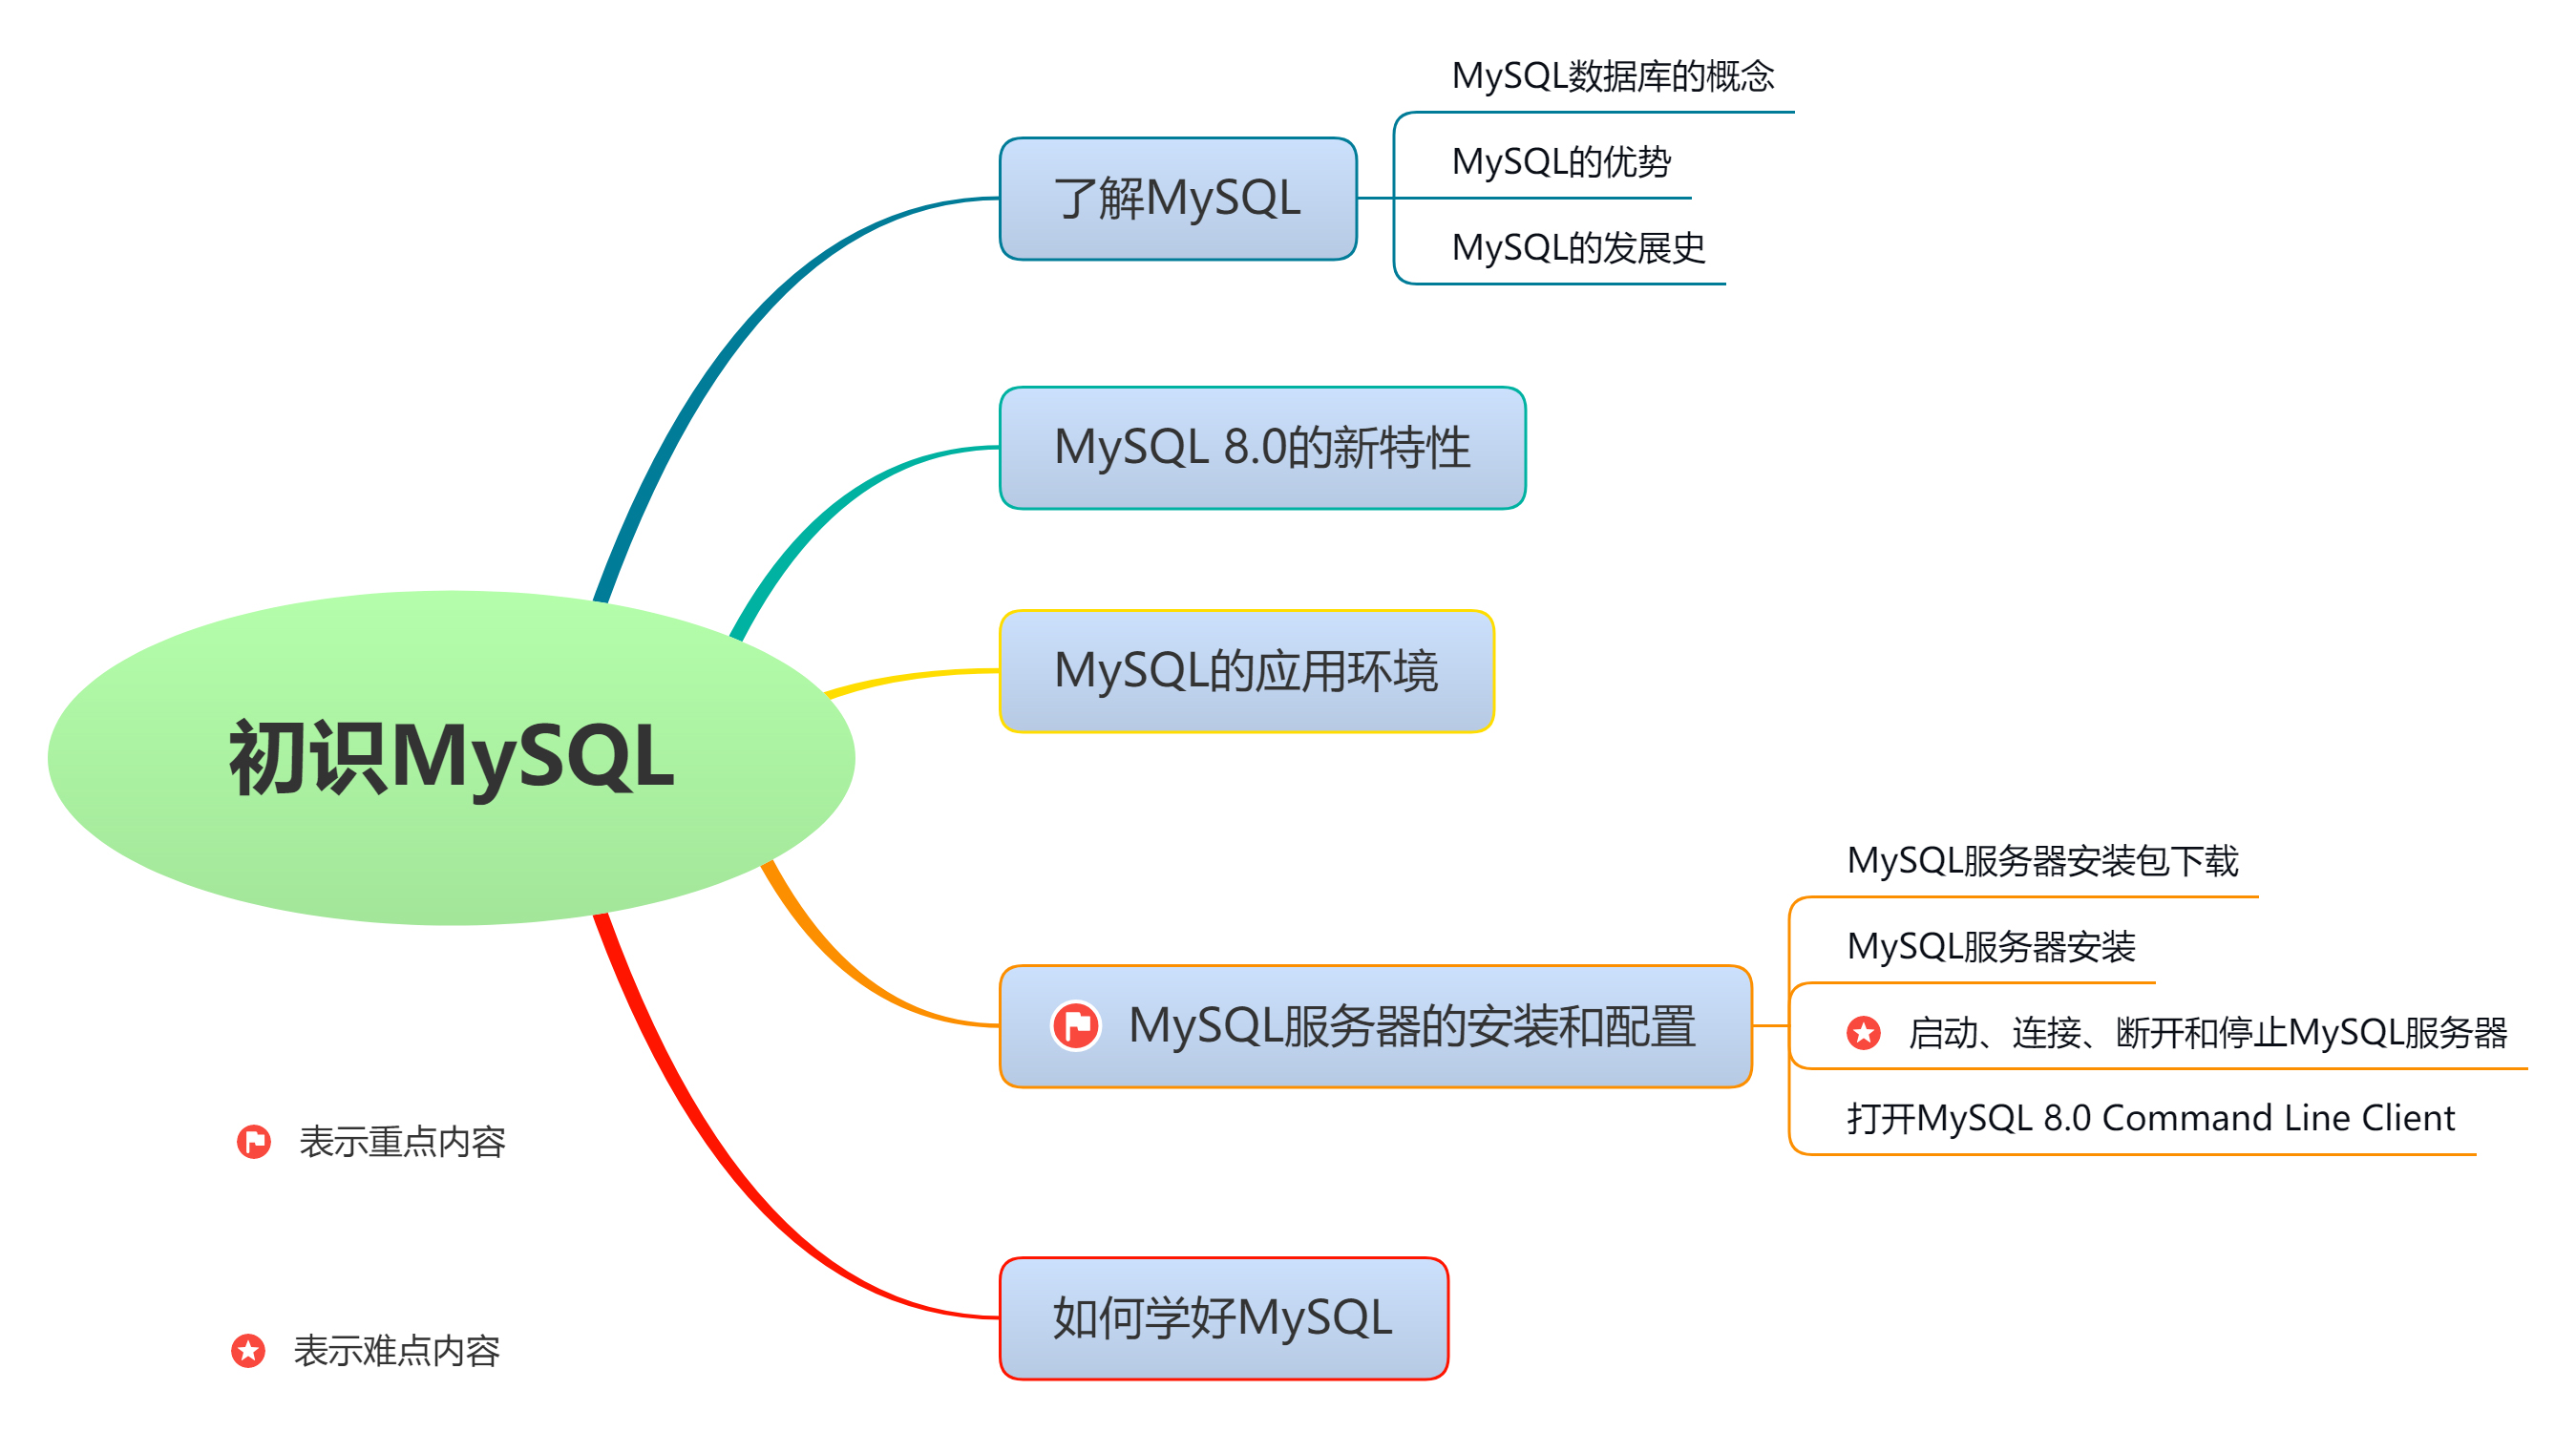 初识MySQL
了解MySQL
MySQL数据库的概念
MySQL的优势
MySQL的发展史
MySQL 8.0的新特性
MySQL的应用环境
MySQL服务器的安装和配置
MySQL服务器安装包下载
MySQL服务器安装
启动、连接、断开和停止MySQL服务器
打开MySQL 8.0 Command Line Client
如何学好MySQL
表示重点内容
表示难点内容